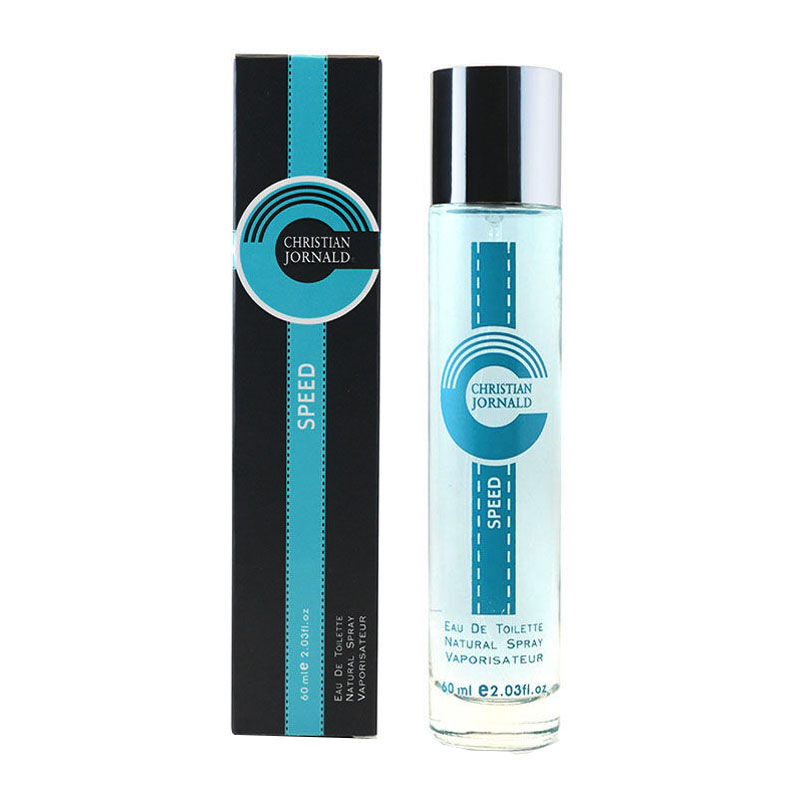 CHRISTIAN
JORNALD
SPEED
60 ml e 2.03fl.oz
EAU DE TOILETTE
NATURAL SPRAY
VAPORISATEUR
CHRISTIAN
JORNALD
SPEED
EAU DE TOILETTE
NATURAL SPRAY
VAPORISATEUR
60 ml e 2.03fl.oz